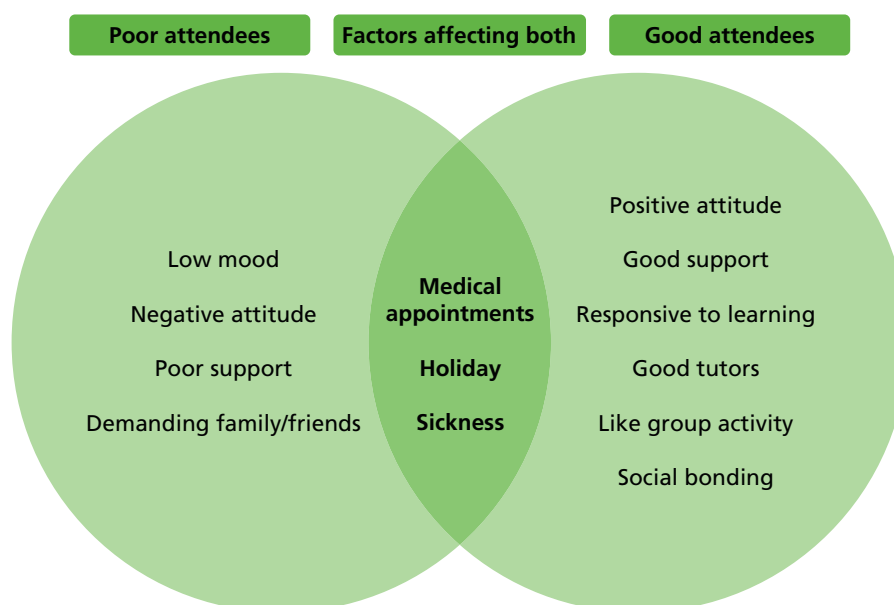 Poor attendees
Factors affecting both
Good attendees
Low mood
Negative attitude
Poor support
Demanding family/friends
Medical
appointments
Holiday
Sickness
Positive attitude
Good support
Responsive to learning
Good tutors
Like group activity
Social bonding